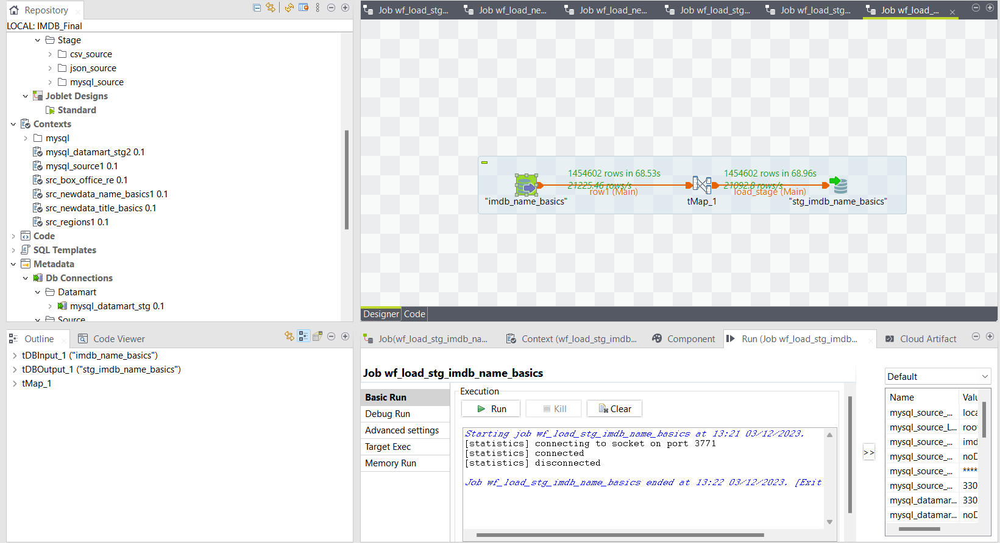 Repository
LOCAL: IMDB_Final
Stage
csv_source
json_source
mysql_source
Joblet Designs
Standard
Contexts
mysql
mysql_datamart_stg2 0.1
mysql_source1 0.1
src_box_office_re 0.1
src_newdata_name_basics1 0.1
src_newdata_title_basics 0.1
src_regions1 0.1
Code
SQL Templates
Metadata
Db Connections
Datamart
mysql_datamart_stg 0.1
Source
Job wf_load_stg...
Job wf_load_ne...
Job wf_load_ne...
Job wf_load_stg...
Job wf_load_stg...
Job wf_load_...
1454602 rows in 68.53s
21225.46 rows/s
row1 (Main)
1454602 rows in 68.96s
21092.8 rows/s
load_stage (Main)
"imdb_name_basics"
tMap_1
"stg_imdb_name_basics"
Designer
Code
Outline
Code Viewer
tDBInput_1 ("imdb_name_basics")
tDBOutput_1 ("stg_imdb_name_basics")
tMap_1
Job(wf_load_stg_imdb_na...
Context (wf_load_stg_imdb...
Component
Run (Job wf_load_stg_imdb...
Cloud Artifact
Job wf_load_stg_imdb_name_basics
Basic Run
Debug Run
Advanced settings
Target Exec
Memory Run
Execution
Run
Kill
Clear
Starting job wf_load_stg_imdb_name_basics at 13:21 03/12/2023.
[statistics] connecting to socket on port 3771
[statistics] connected
[statistics] disconnected
Job wf_load_stg_imdb_name_basics ended at 13:22 03/12/2023. [Exit
>>
Default
Name Valu
mysql_source_... loca
mysql_source_L... roo
mysql_source_... imd
mysql_source_... noD
mysql_source_... ****
mysql_source_... 330
mysql_datamar... 330
mysql_datamar... noD